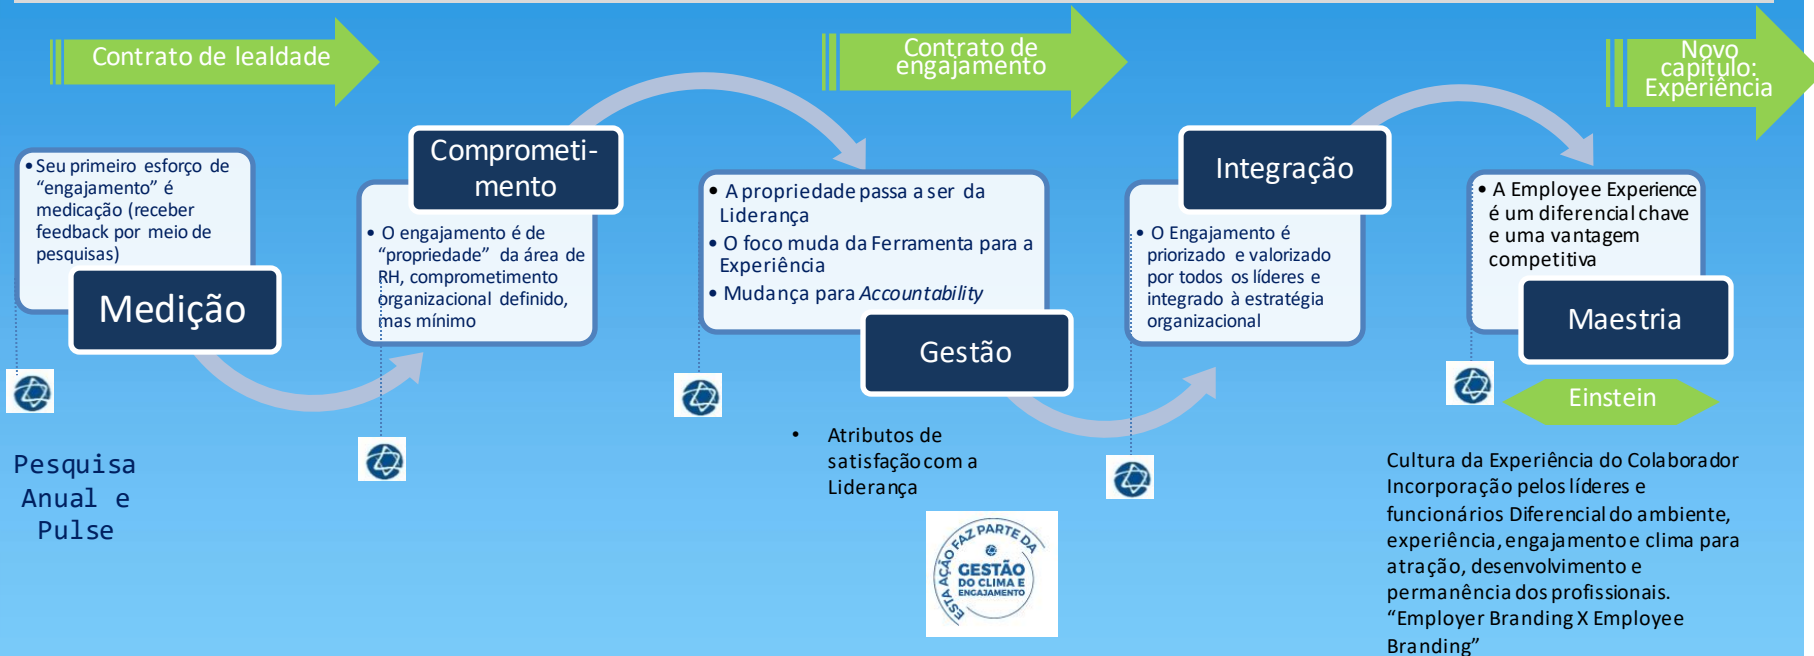 Contrato de lealdade
Contrato de
engajamento
Novo
capítulo:
Experiência
• Seu primeiro esforço de
“engajamento” é
medicação (receber
feedback por meio de
pesquisas)
Medição
Comprometi-
mento
• O engajamento é de
“propriedade” da área de
RH, comprometimento
organizacional definido,
mas mínimo
• A propriedade passa a ser da
Liderança
• O foco muda da Ferramenta para a
Experiência
• Mudança para Accountability
Gestão
Integração
• O Engajamento é
priorizado e valorizado
por todos os líderes e
integrado à estratégia
organizacional
• A Employee Experience
é um diferencial chave
e uma vantagem
competitiva
Maestria
Einstein
Pesquisa
Anual e
Pulse
• Atributos de
satisfação com a
Liderança
ESTA AÇÃO FAZ PARTE DA
GESTÃO
DO CLIMA E
ENGAJAMENTO
Cultura da Experiência do Colaborador
Incorporação pelos líderes e
funcionários Diferencial do ambiente,
experiência, engajamento e clima para
atração, desenvolvimento e
permanência dos profissionais.
“Employer Branding X Employee
Branding”